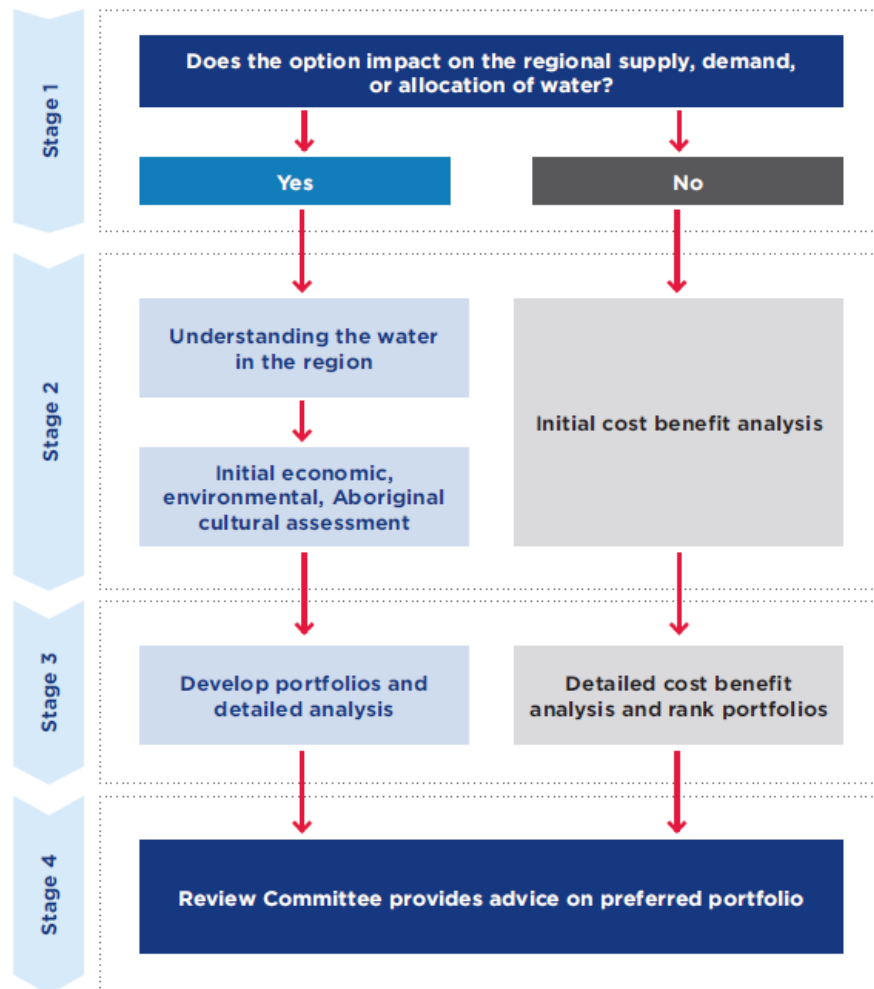 Stage 1
Does the option impact on the regional supply, demand,
or allocation of water?
Yes
No
Stage 2
Understanding the water
in the region
Initial economic,
environmental, Aboriginal
cultural assessment
Initial cost benefit analysis
Stage 3
Develop portfolios and
detailed analysis
Detailed cost benefit
analysis and rank portfolios
Stage 4
Review Committee provides advice on preferred portfolio